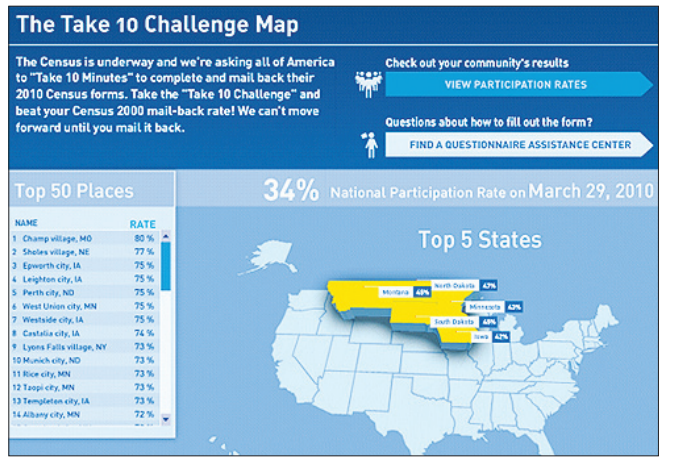 The Take 10 Challenge Map
The Census is underway and we're asking all of America
to "Take 10 Minutes" to complete and mail back their
2010 Census forms. Take the "Take 10 Challenge" and
beat your Census 2000 mail-back rate! We can't move
forward until you mail it back.
Check out your community's results
VIEW PARTICIPATION RATES
Questions about how to fill out the form?
FIND A QUESTIONNAIRE ASSISTANCE CENTER
Top 50 Places
34% National Participation Rate on March 29, 2010
NAME RATE
1 Champ village, MO 80 %
2 Sholes village, NE 77 %
3 Epworth city, IA 75 %
4 Leighton city, IA 75 %
5 Perth city, ND 75 %
6 West Union city, MN 75 %
7 Westside city, IA 75 %
8 Castalia city, IA 74 %
9 Lyons Falls village, NY 73 %
10 Munich city, ND 73 %
11 Rice city, MN 73 %
12 Taopi city, MN 73 %
13 Templeton city, IA 73 %
14 Albany city, MN 72 %
Top 5 States
North Dakota 47%
Montana
Minnesota
South Dakota
Iowa 42%